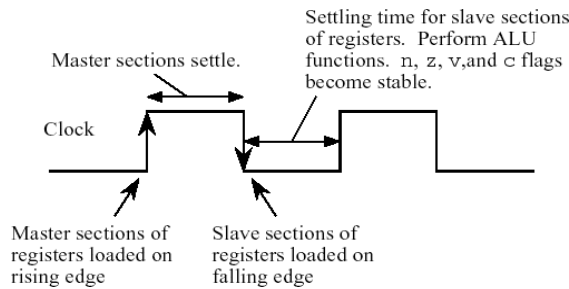 Settling time for slave sections
of registers.  Perform ALU
functions.  n, z, v,and c flags
become stable.
Master sections settle.
Clock
Master sections of
registers loaded on
rising edge
Slave sections of
registers loaded on
falling edge